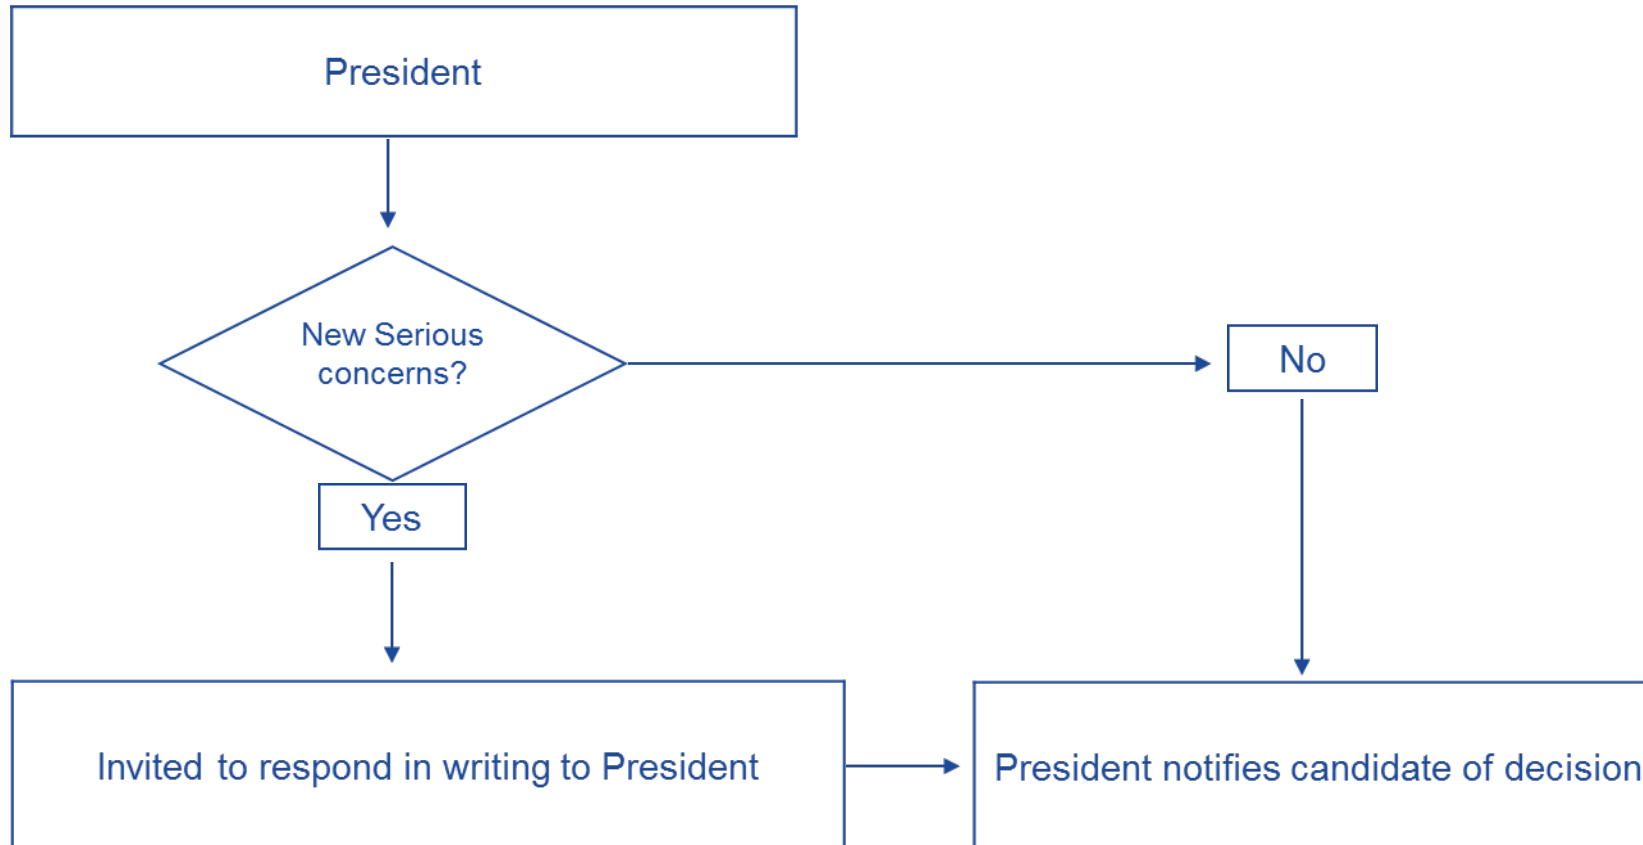 President
New Serious
concerns?
No
Yes
Invited to respond in writing to President
President notifies candidate of decision